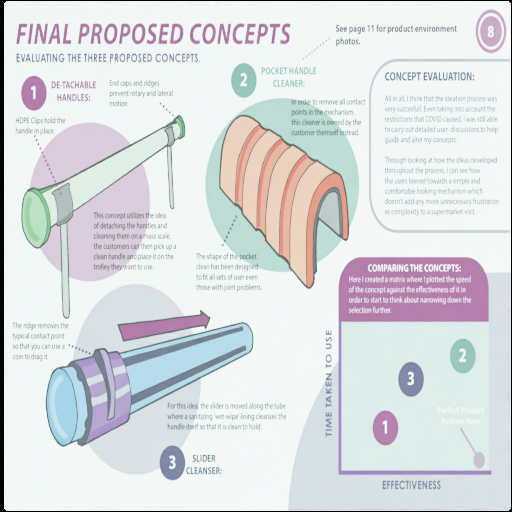 FINAL PROPOSED CONCEPTS
EVALUATING THE THREE PROPOSED CONCEPTS.
See page 11 for product environment
photos.
8
1
DE-TACHABLE
HANDLES:
End caps and ridges
prevent rotary and lateral
motion
HDPE Clips hold the
handle in place.
This concept utilizes the idea
of detaching the handles and
cleaning them on a mass scale,
the customers can then pick up a
clean handle and place it on the
trolley they want to use.
2
POCKET HANDLE
CLEANER:
In order to remove all contact
points in the mechanism,
this cleaner is owned by the
customer themself instead.
The shape of the pocket
clean has been designed
to fit all sets of user even
those with joint problems.
CONCEPT EVALUATION:
All in all, I think that the ideation process was
very succesfull. Even taking into account the
restrictions that COVID caused, I was still able
to carry out detailed user- discussions to help
guide and alter my concepts.
Through looking at how the ideas developed
throughout the process, I can see how
the users leaned towards a simple and
comfortable looking mechanism which
doesn't add any more unnecessary frustration
or complexity to a supermarket visit.
The ridge removes the
typical contact point
so that you can use a
coin to drag it.
For this idea, the slider is moved along the tube
where a sanitizing 'wet-wipe' lining cleanses the
handle itself so that it is clean to hold.
3
SLIDER
CLEANSER:
COMPARING THE CONCEPTS:
Here I created a matrix where I plotted the speed
of the concept against the effectiveness of it in
order to start to think about narrowing down the
selection further.
TIME TAKEN TO USE
2
3
1
Perfect Product
Position Here
EFFECTIVENESS